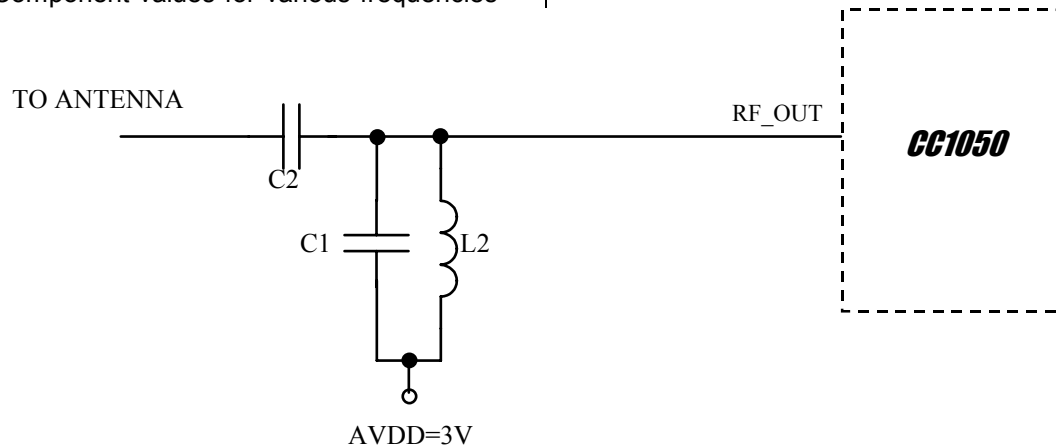 component values for various frequencies
TO ANTENNA
RF_OUT
CC1050
C2
C1
L2
AVDD=3V